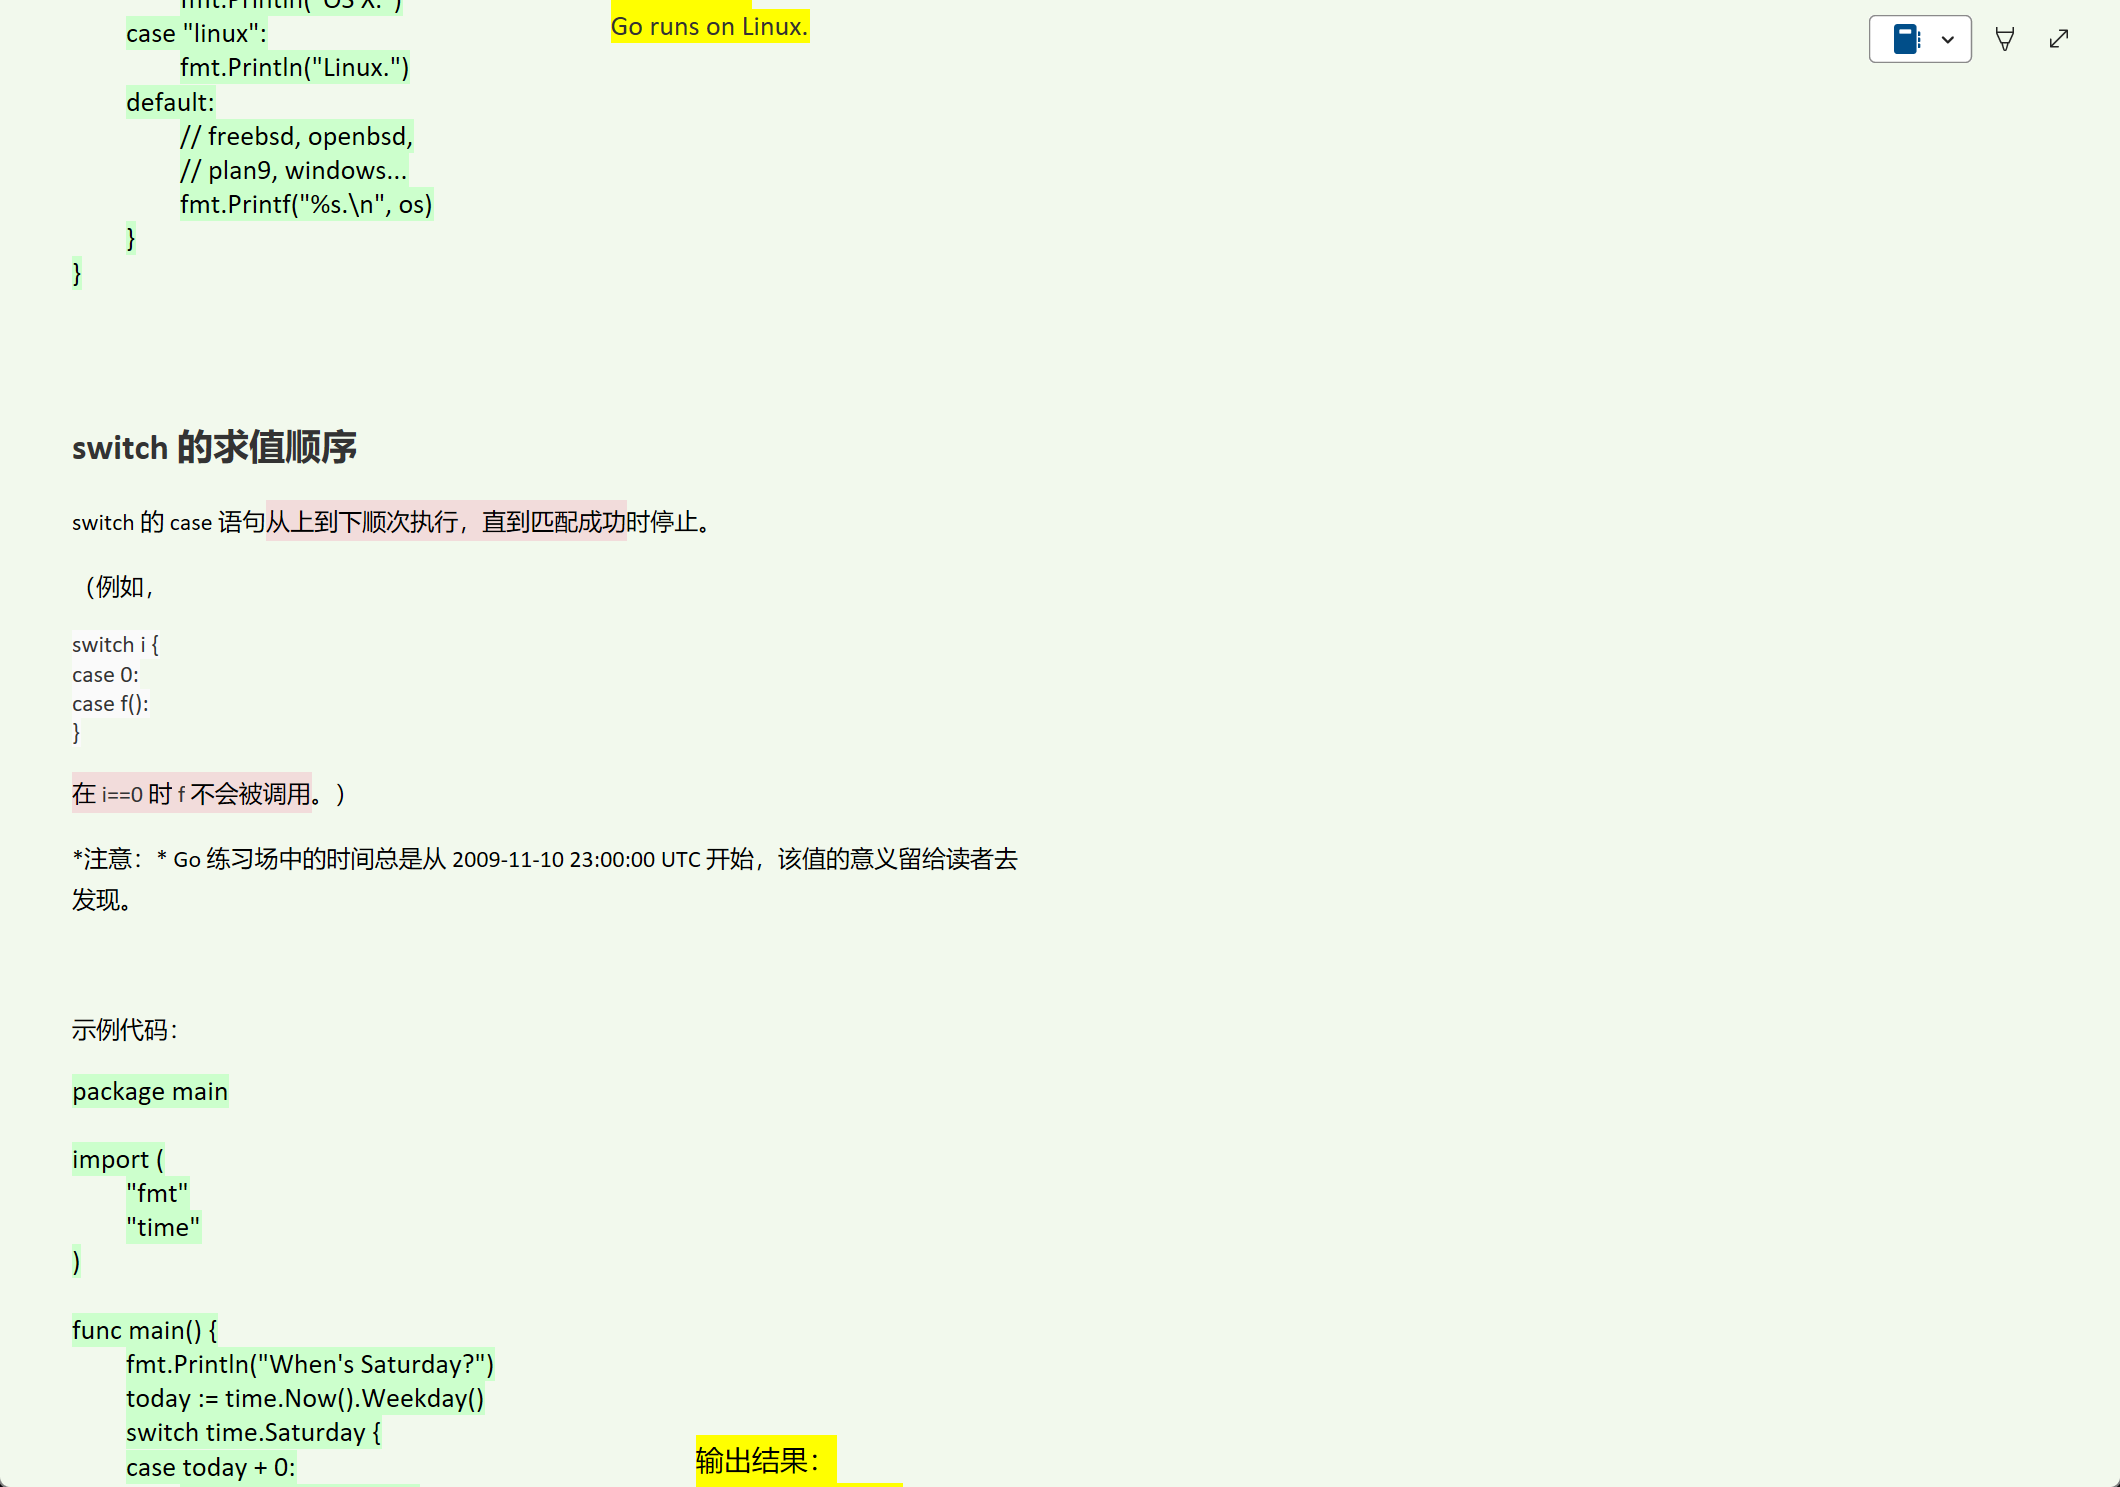 fmt.Println("OS X.")
case "linux":
fmt.Println("Linux.")
default:
// freebsd, openbsd,
// plan9, windows...
fmt.Printf("%s.\n", os)
}
}
Go runs on Linux.
switch 的求值顺序
switch 的 case 语句从上到下顺次执行，直到匹配成功时停止。
（例如，
switch i {
case 0:
case f():
}
在 i==0 时 f 不会被调用。）
*注意：* Go 练习场中的时间总是从 2009-11-10 23:00:00 UTC 开始，该值的意义留给读者去
发现。
示例代码：
package main
import (
"fmt"
"time"
)
func main() {
fmt.Println("When's Saturday?")
today := time.Now().Weekday()
switch time.Saturday {
case today + 0:
输出结果：